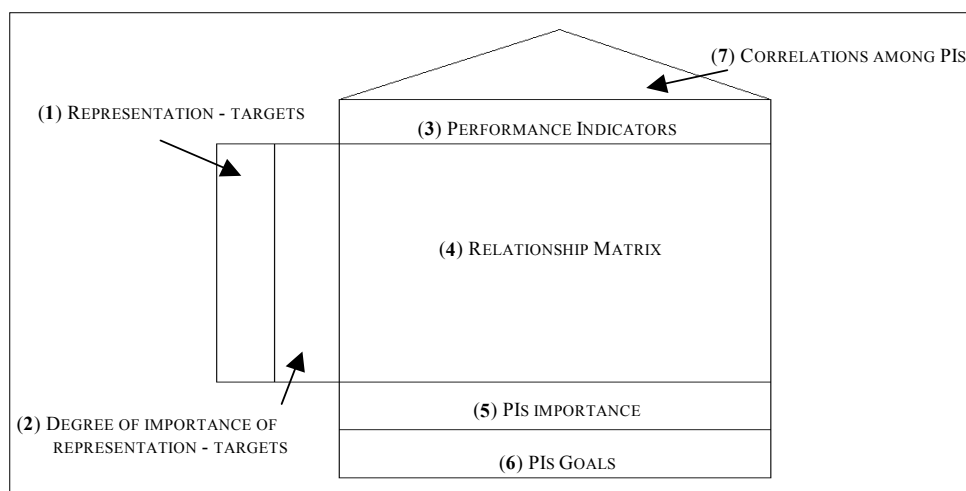 (7) CORRELATIONS AMONG PIS
(1) REPRESENTATION - TARGETS
(3) PERFORMANCE INDICATORS
(4) RELATIONSHIP MATRIX
(5) PIS IMPORTANCE
(2) DEGREE OF IMPORTANCE OF
REPRESENTATION - TARGETS
(6) PIS GOALS